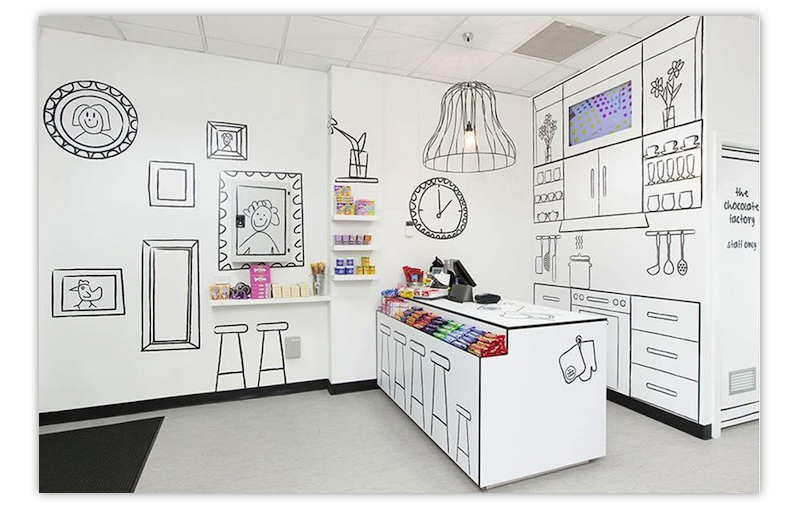 the
chocolate
factory
staff only